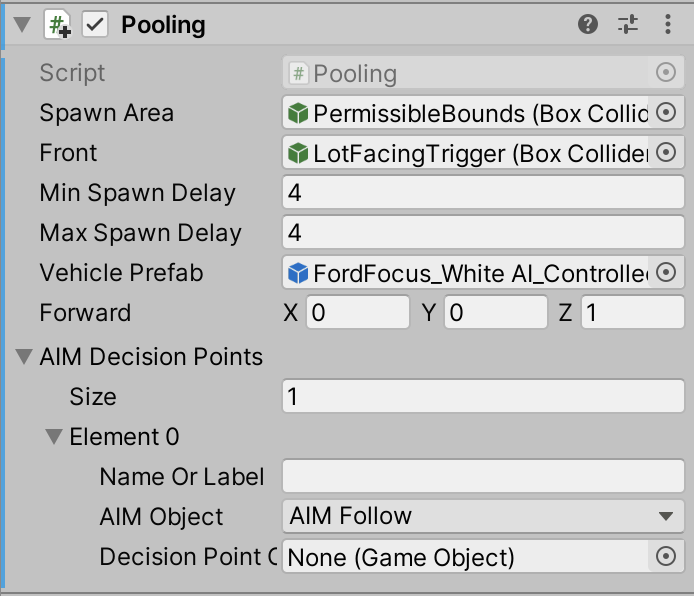 Pooling
Script Pooling
Spawn Area PermissibleBounds (Box Collid
Front LotFacingTrigger (Box Collider
Min Spawn Delay 4
Max Spawn Delay 4
Vehicle Prefab FordFocus_White AI_Controlled
Forward X 0 Y 0 Z 1
AIM Decision Points
Size 1
Element 0
Name Or Label
AIM Object AIM Follow
Decision Point C None (Game Object)